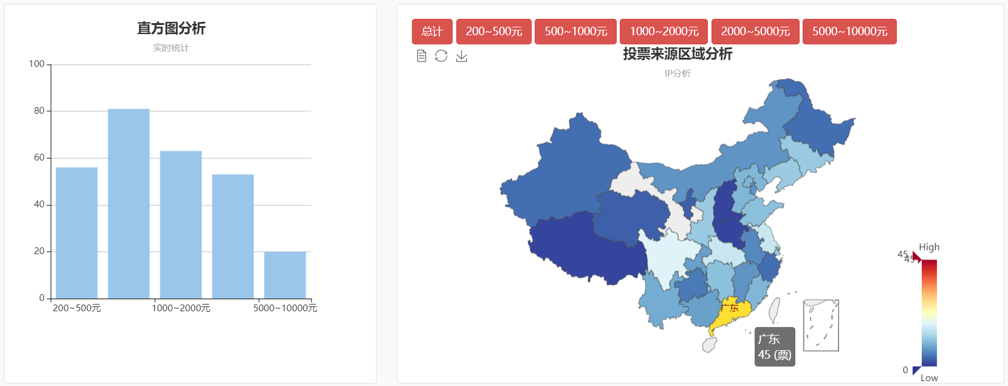 直方图分析
实时统计
100
80
60
40
20
0
200~500元
1000~2000元
5000~10000元
总计
200~500元
500~1000元
1000~2000元
2000~5000元
5000~10000元
投票来源区域分析
IP分析
广东
广东
45 (票)
High
45
45
0
Low